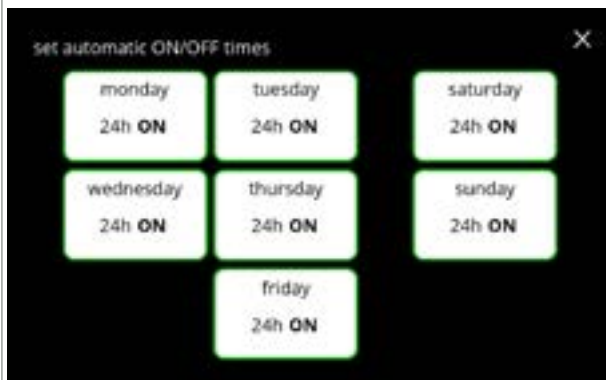 set automatic ON/OFF times
monday
24h ON
tuesday
24h ON
saturday
24h ON
wednesday
24h ON
thursday
24h ON
sunday
24h ON
friday
24h ON